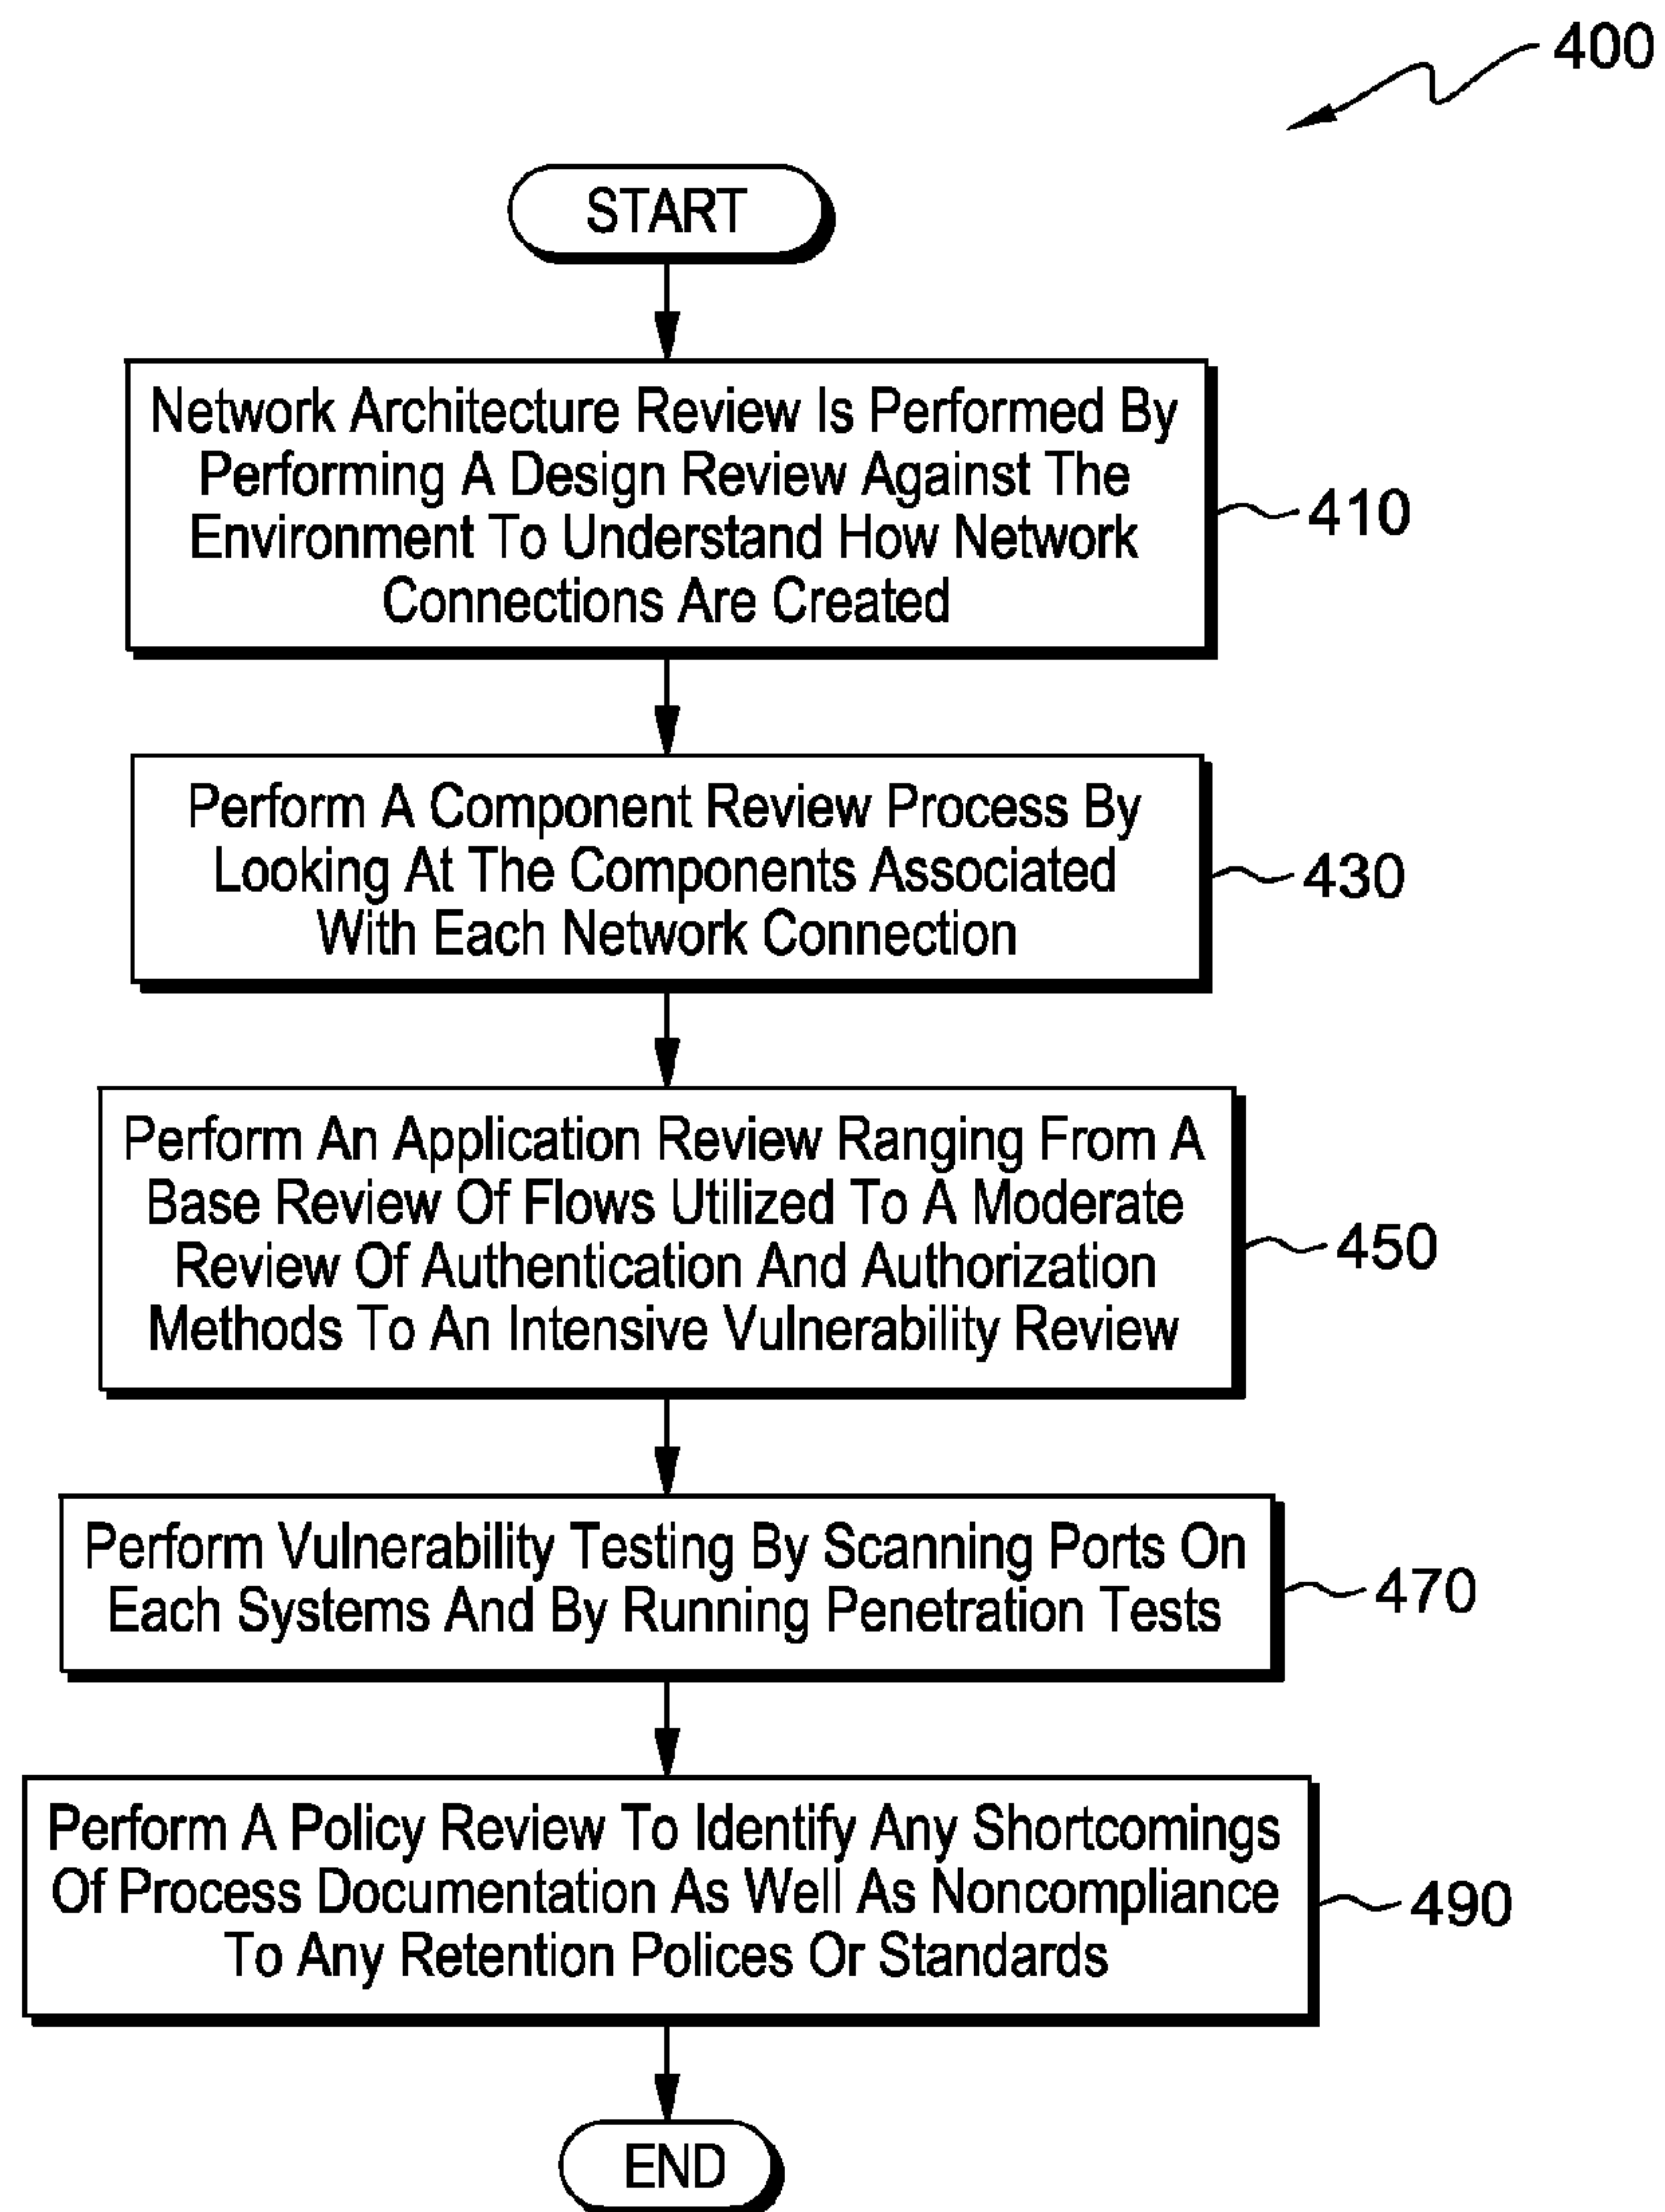 400
START
Network Architecture Review Is Performed By
Performing A Design Review Against The
Environment To Understand How Network
Connections Are Created
410
Perform A Component Review Process By
Looking At The Components Associated
With Each Network Connection
430
Perform An Application Review Ranging From A
Base Review Of Flows Utilized To A Moderate
Review Of Authentication And Authorization
Methods To An Intensive Vulnerability Review
450
Perform Vulnerability Testing By Scanning Ports On
Each Systems And By Running Penetration Tests
470
Perform A Policy Review To Identify Any Shortcomings
Of Process Documentation As Well As Noncompliance
To Any Retention Polices Or Standards
490
END